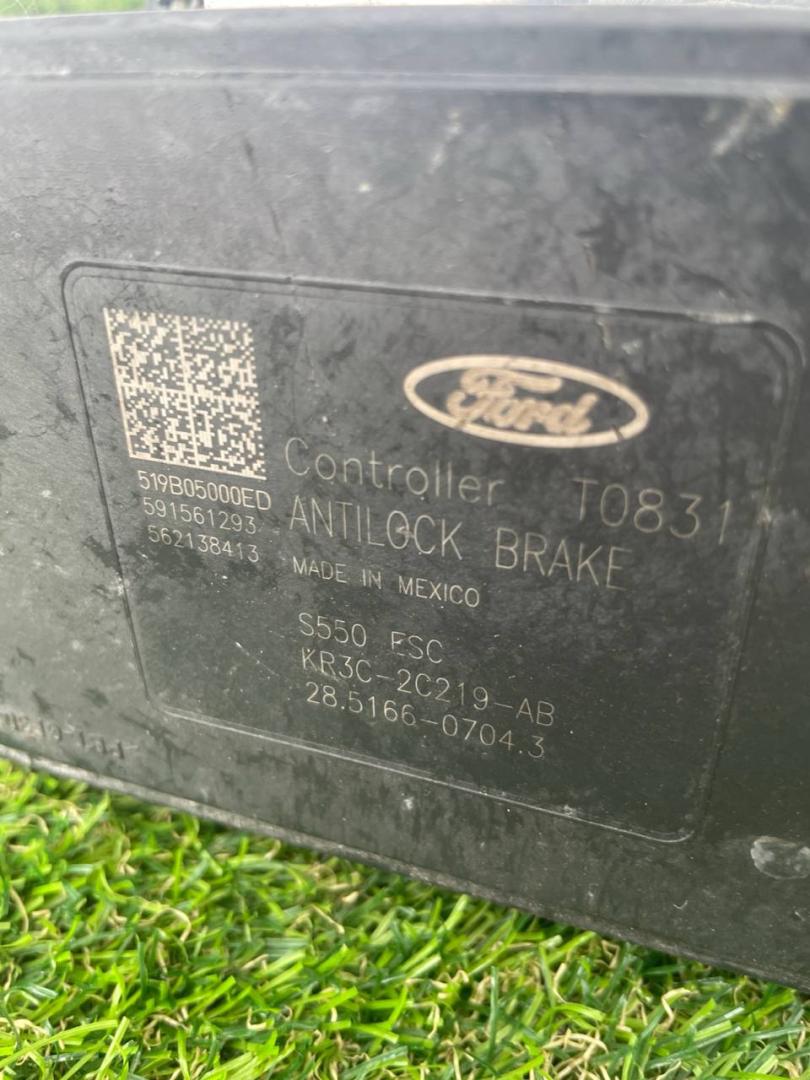 Ford
519B05000ED
591561293
562138413
Controller T08311
ANTILOCK BRAKE
MADE IN MEXICO
S550 ESC
KR3C-2C219-AB
28.5166-0704.3